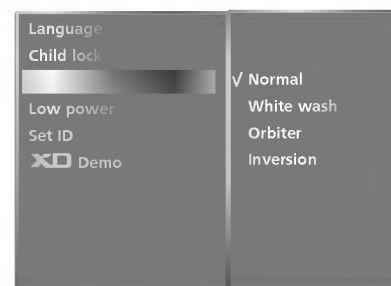 Language
Child lock
Low power
Set ID
XD Demo
√ Normal
White wash
Orbiter
Inversion